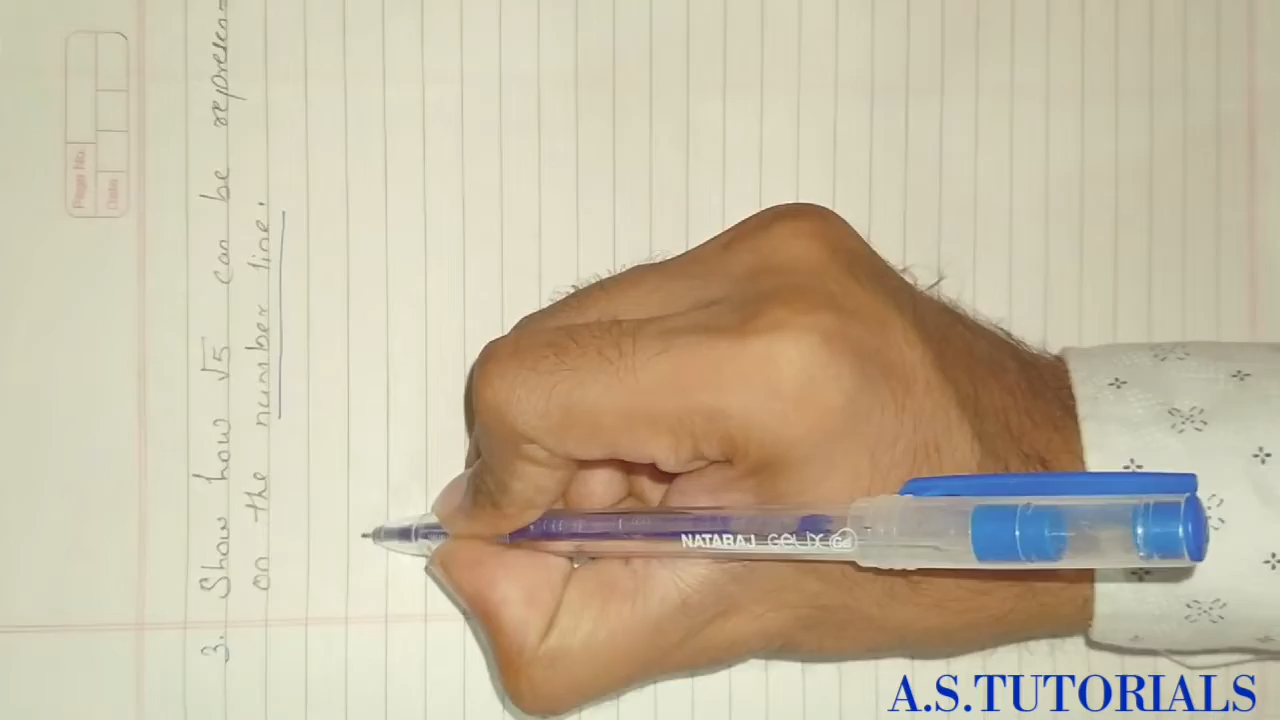 Page No.
Date
3. Show how √5 can be represen-
on the number line.
NATARAJ GELIX
A.S.TUTORIALS